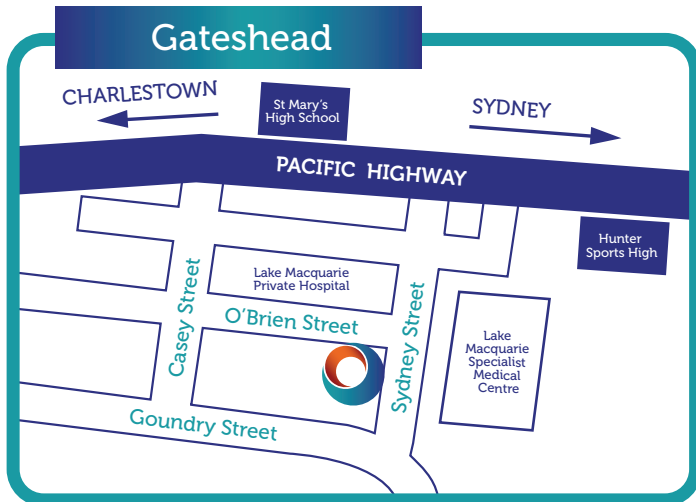 Gateshead
CHARLESTOWN
St Mary's
High School
SYDNEY
PACIFIC HIGHWAY
Hunter
Sports High
Lake Macquarie
Private Hospital
O'Brien Street
Casey Street
Sydney Street
Lake
Macquarie
Specialist
Medical
Centre
Goundry Street